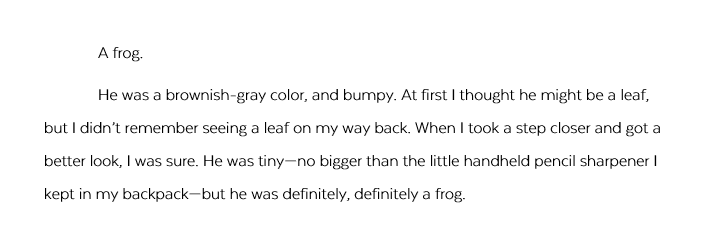 A frog.
He was a brownish-gray color, and bumpy. At first I thought he might be a leaf,
but I didn’t remember seeing a leaf on my way back. When I took a step closer and got a
better look, I was sure. He was tiny—no bigger than the little handheld pencil sharpener I
kept in my backpack—but he was definitely, definitely a frog.